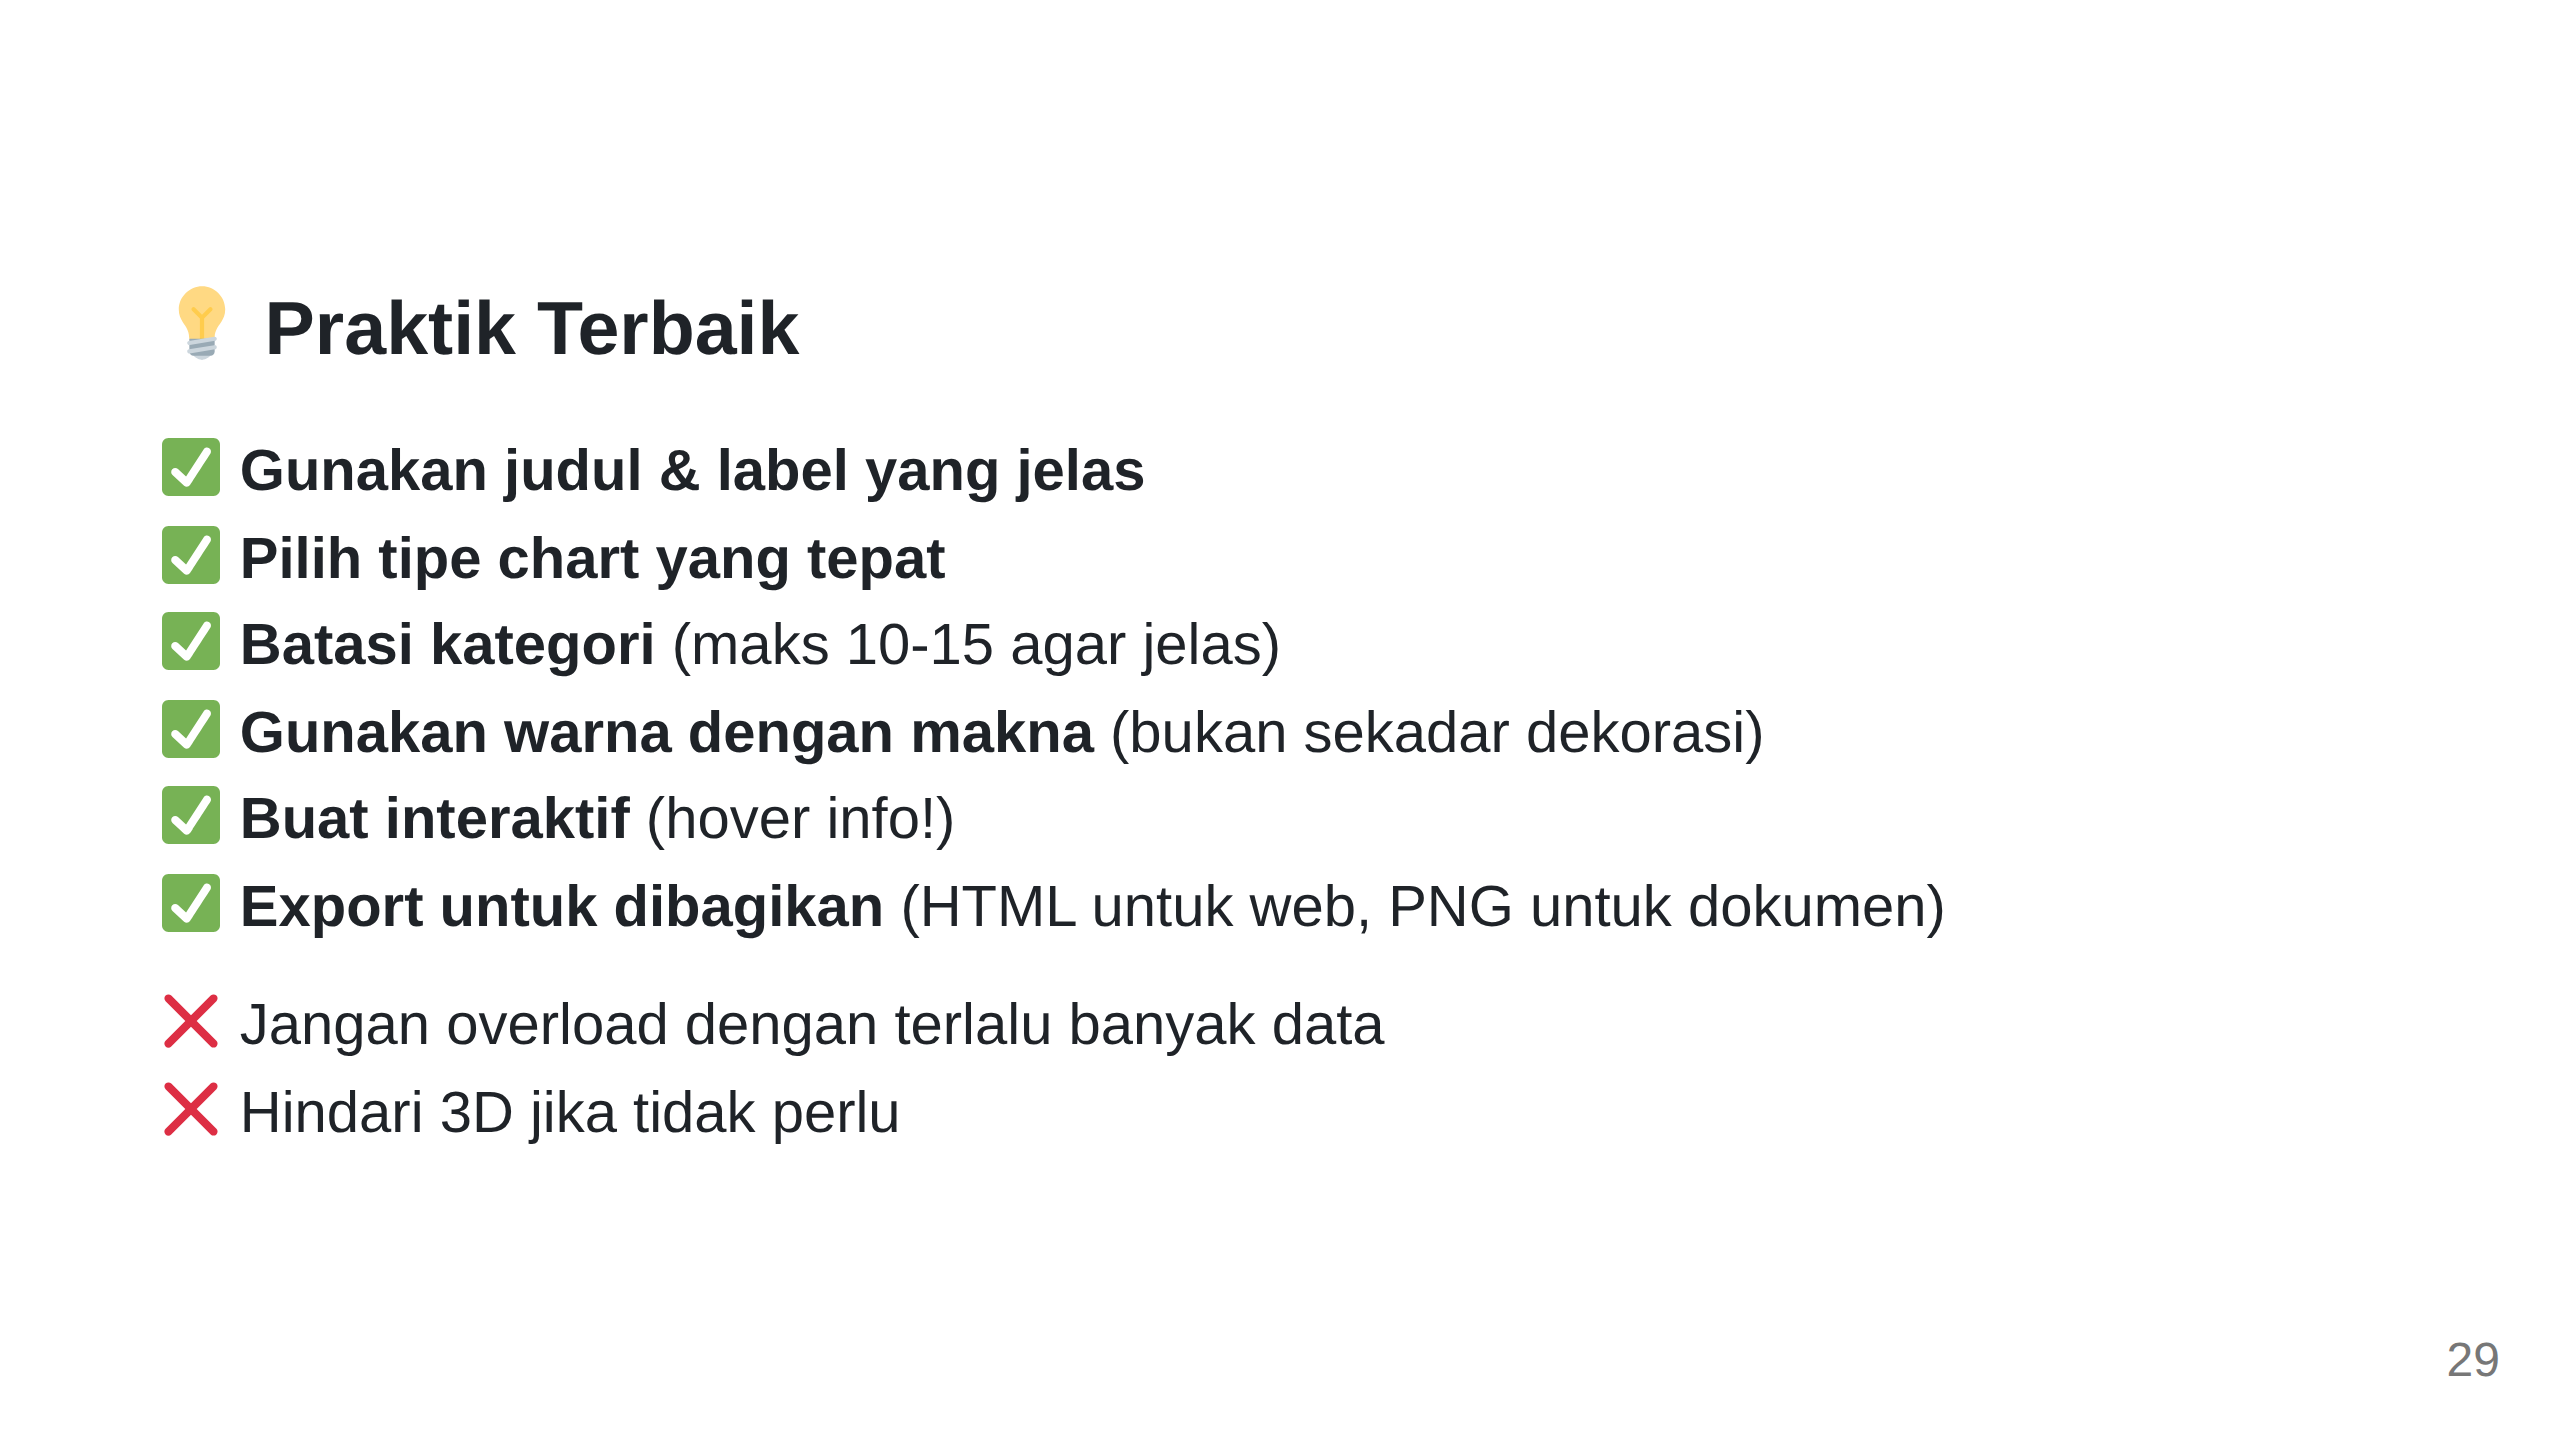 💡 Praktik Terbaik
✅ Gunakan judul & label yang jelas
✅ Pilih tipe chart yang tepat
✅ Batasi kategori (maks 10-15 agar jelas)
✅ Gunakan warna dengan makna (bukan sekadar dekorasi)
✅ Buat interaktif (hover info!)
✅ Export untuk dibagikan (HTML untuk web, PNG untuk dokumen)
❌ Jangan overload dengan terlalu banyak data
❌ Hindari 3D jika tidak perlu
29